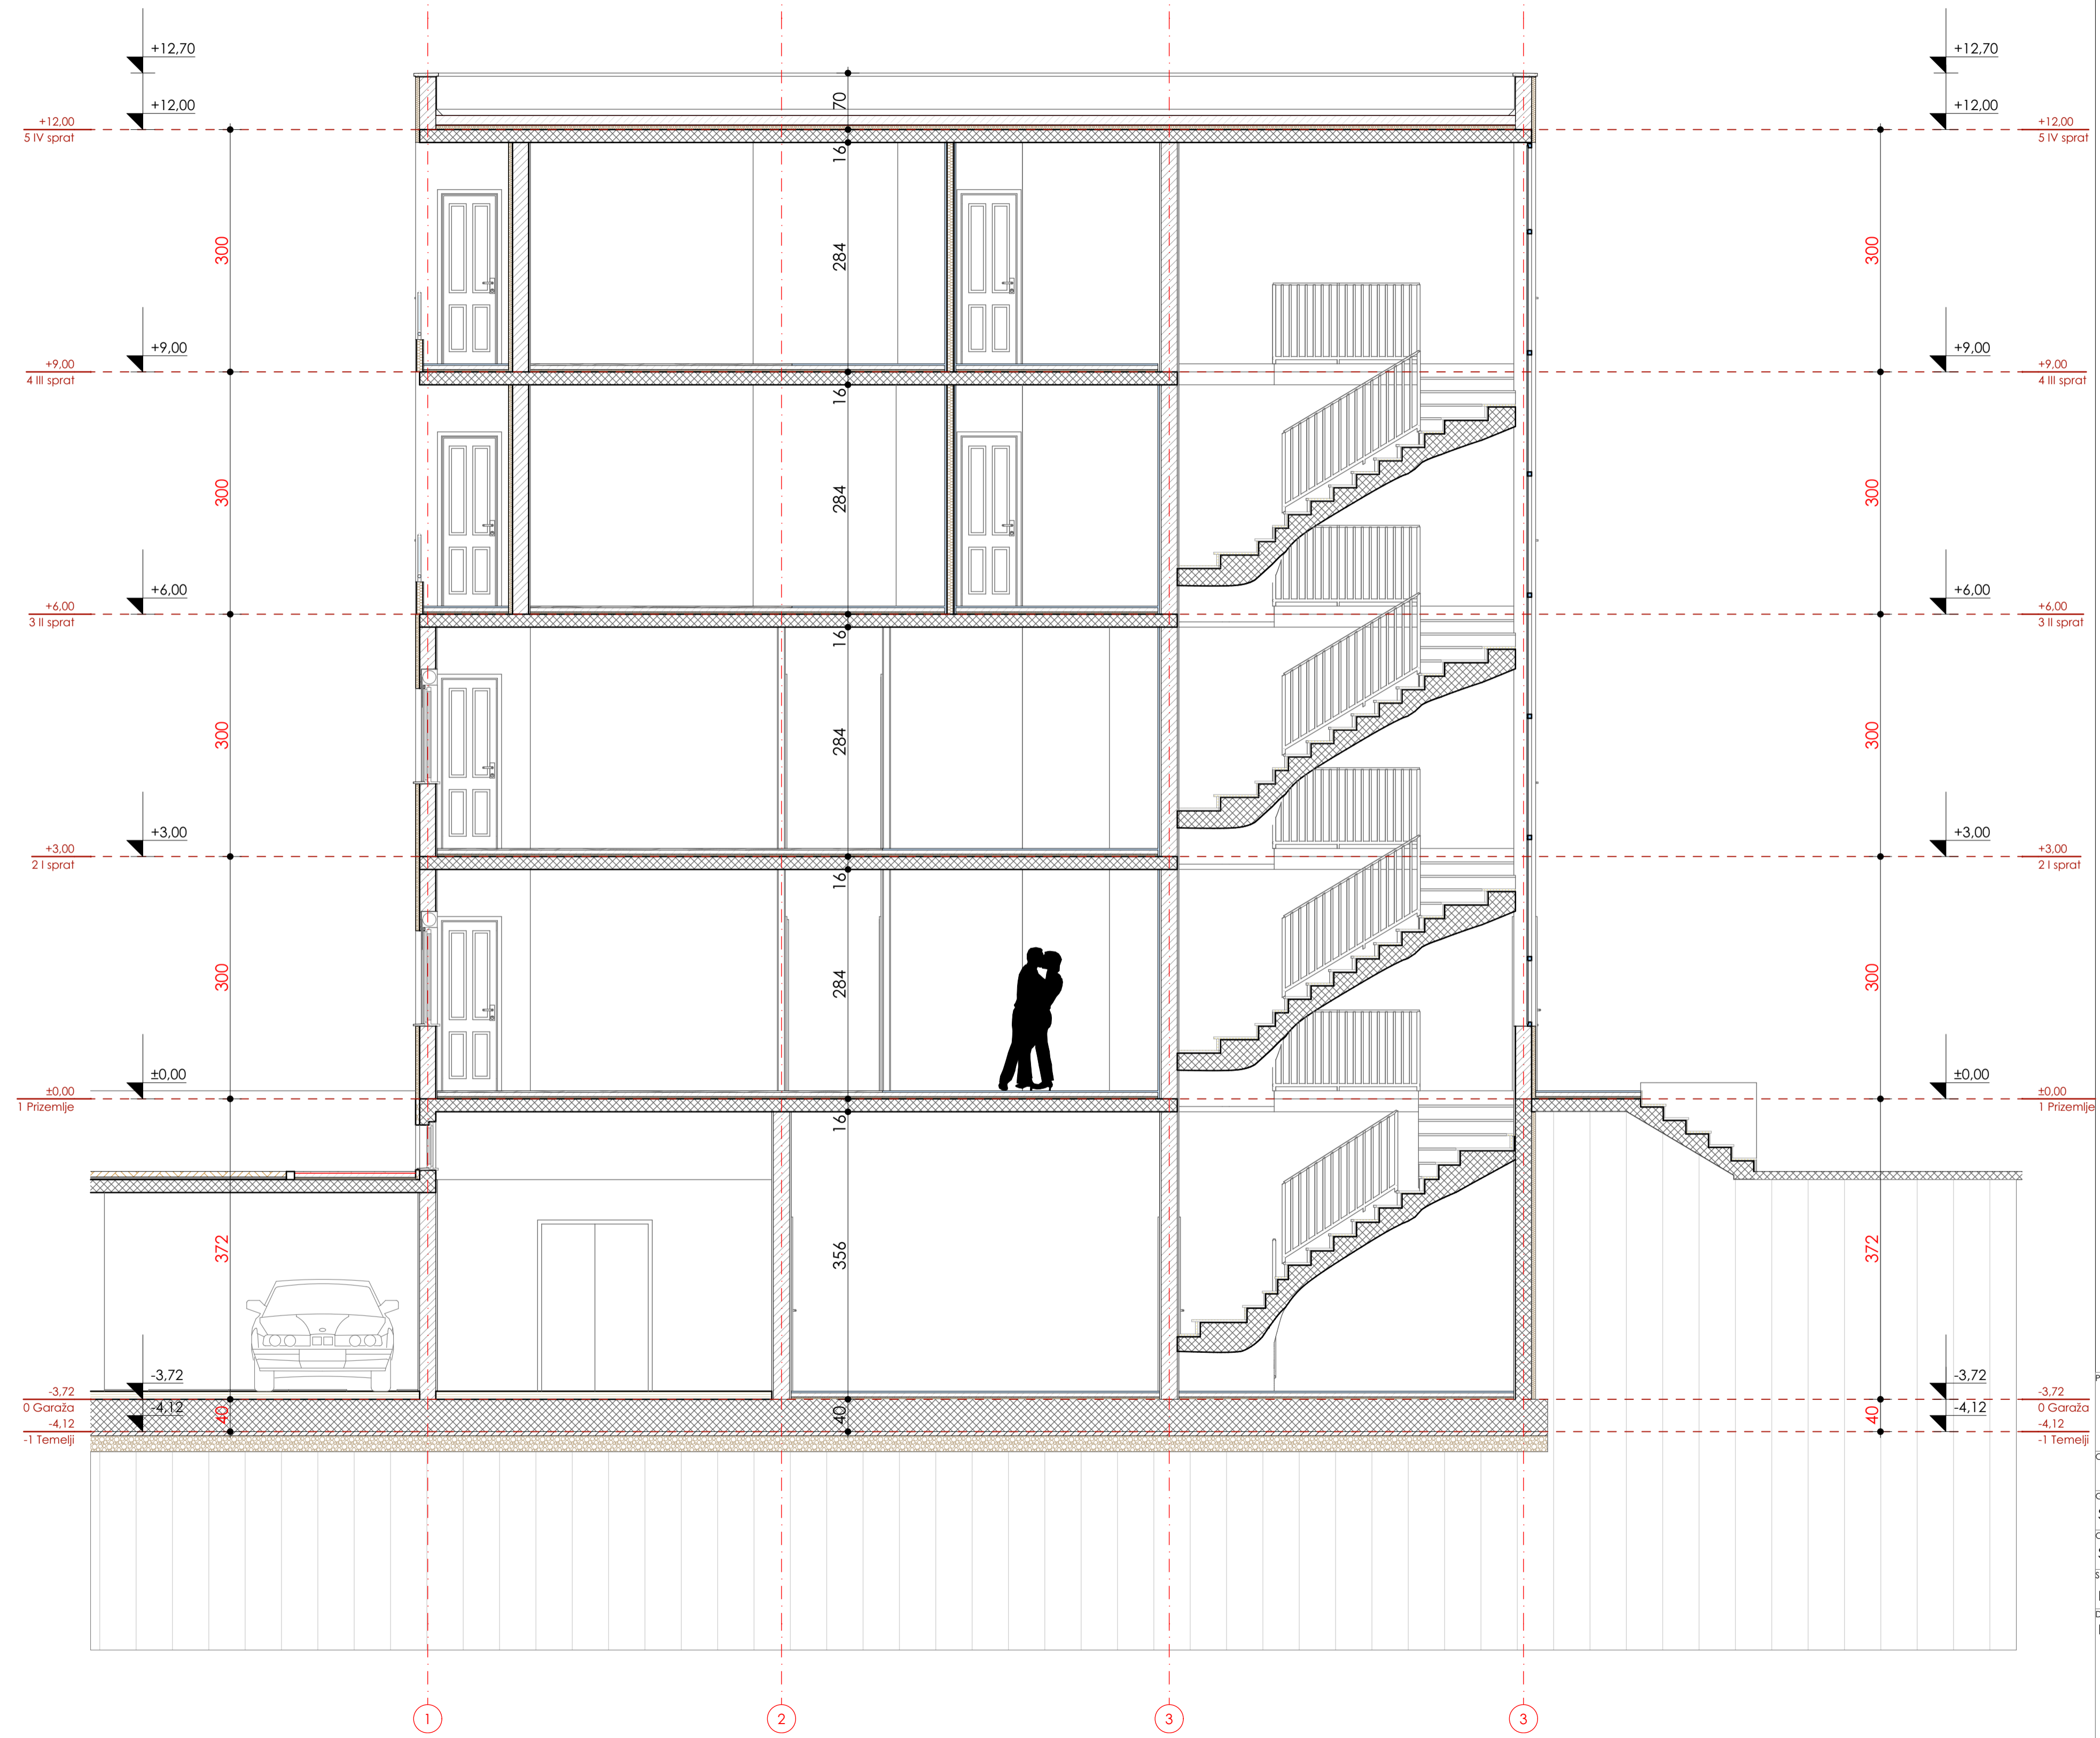 +12,70 +12,70
+12,00 70 +12,00
+12,00 +12,00
5 IV sprat 5 IV sprat
16
300 284 300
+9,00 +9,00
+9,00 +9,00
4 III sprat 4 III sprat
16
300 284 300
+6,00 +6,00
+6,00 +6,00
3 II sprat 3 II sprat
16
300 284 300
+3,00 +3,00
+3,00 +3,00
2 I sprat 2 I sprat
16
300 284 300
±0,00 ±0,00
±0,00 ±0,00
1 Prizemlje 1 Prizemlje
16
372 356 372
-3,72 -3,72
-3,72 -3,72
0 Garaža -4,12 -4,12 0 Garaža
-4,12 40 40 40 -4,12
-1 Temelji -1 Temelji
1 2 3 3